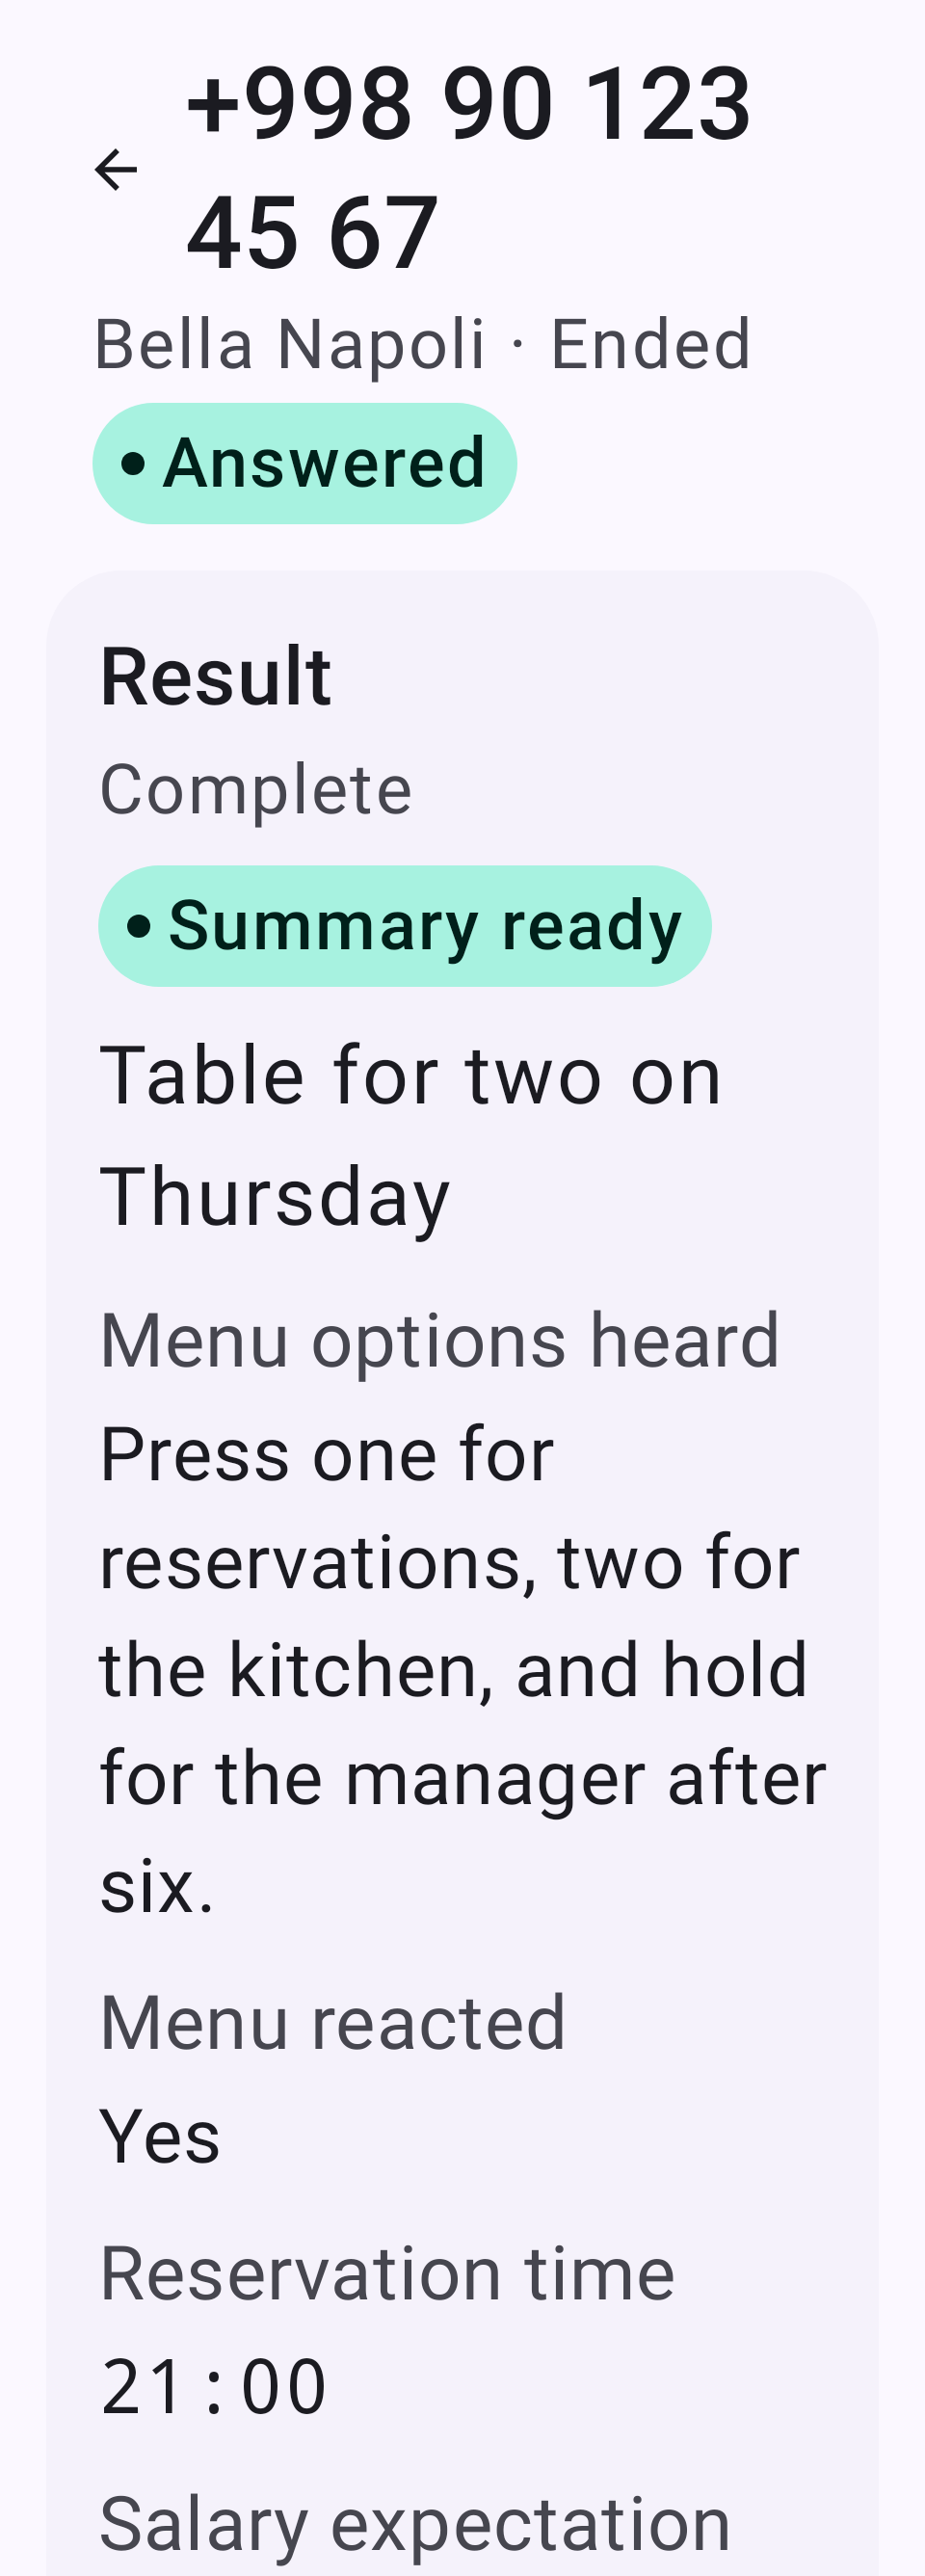 +998 90 123
45 67
Bella Napoli · Ended
Answered
Result
Complete
Summary ready
Table for two on
Thursday
Menu options heard
Press one for
reservations, two for
the kitchen, and hold
for the manager after
six.
Menu reacted
Yes
Reservation time
21:00
Salary expectation